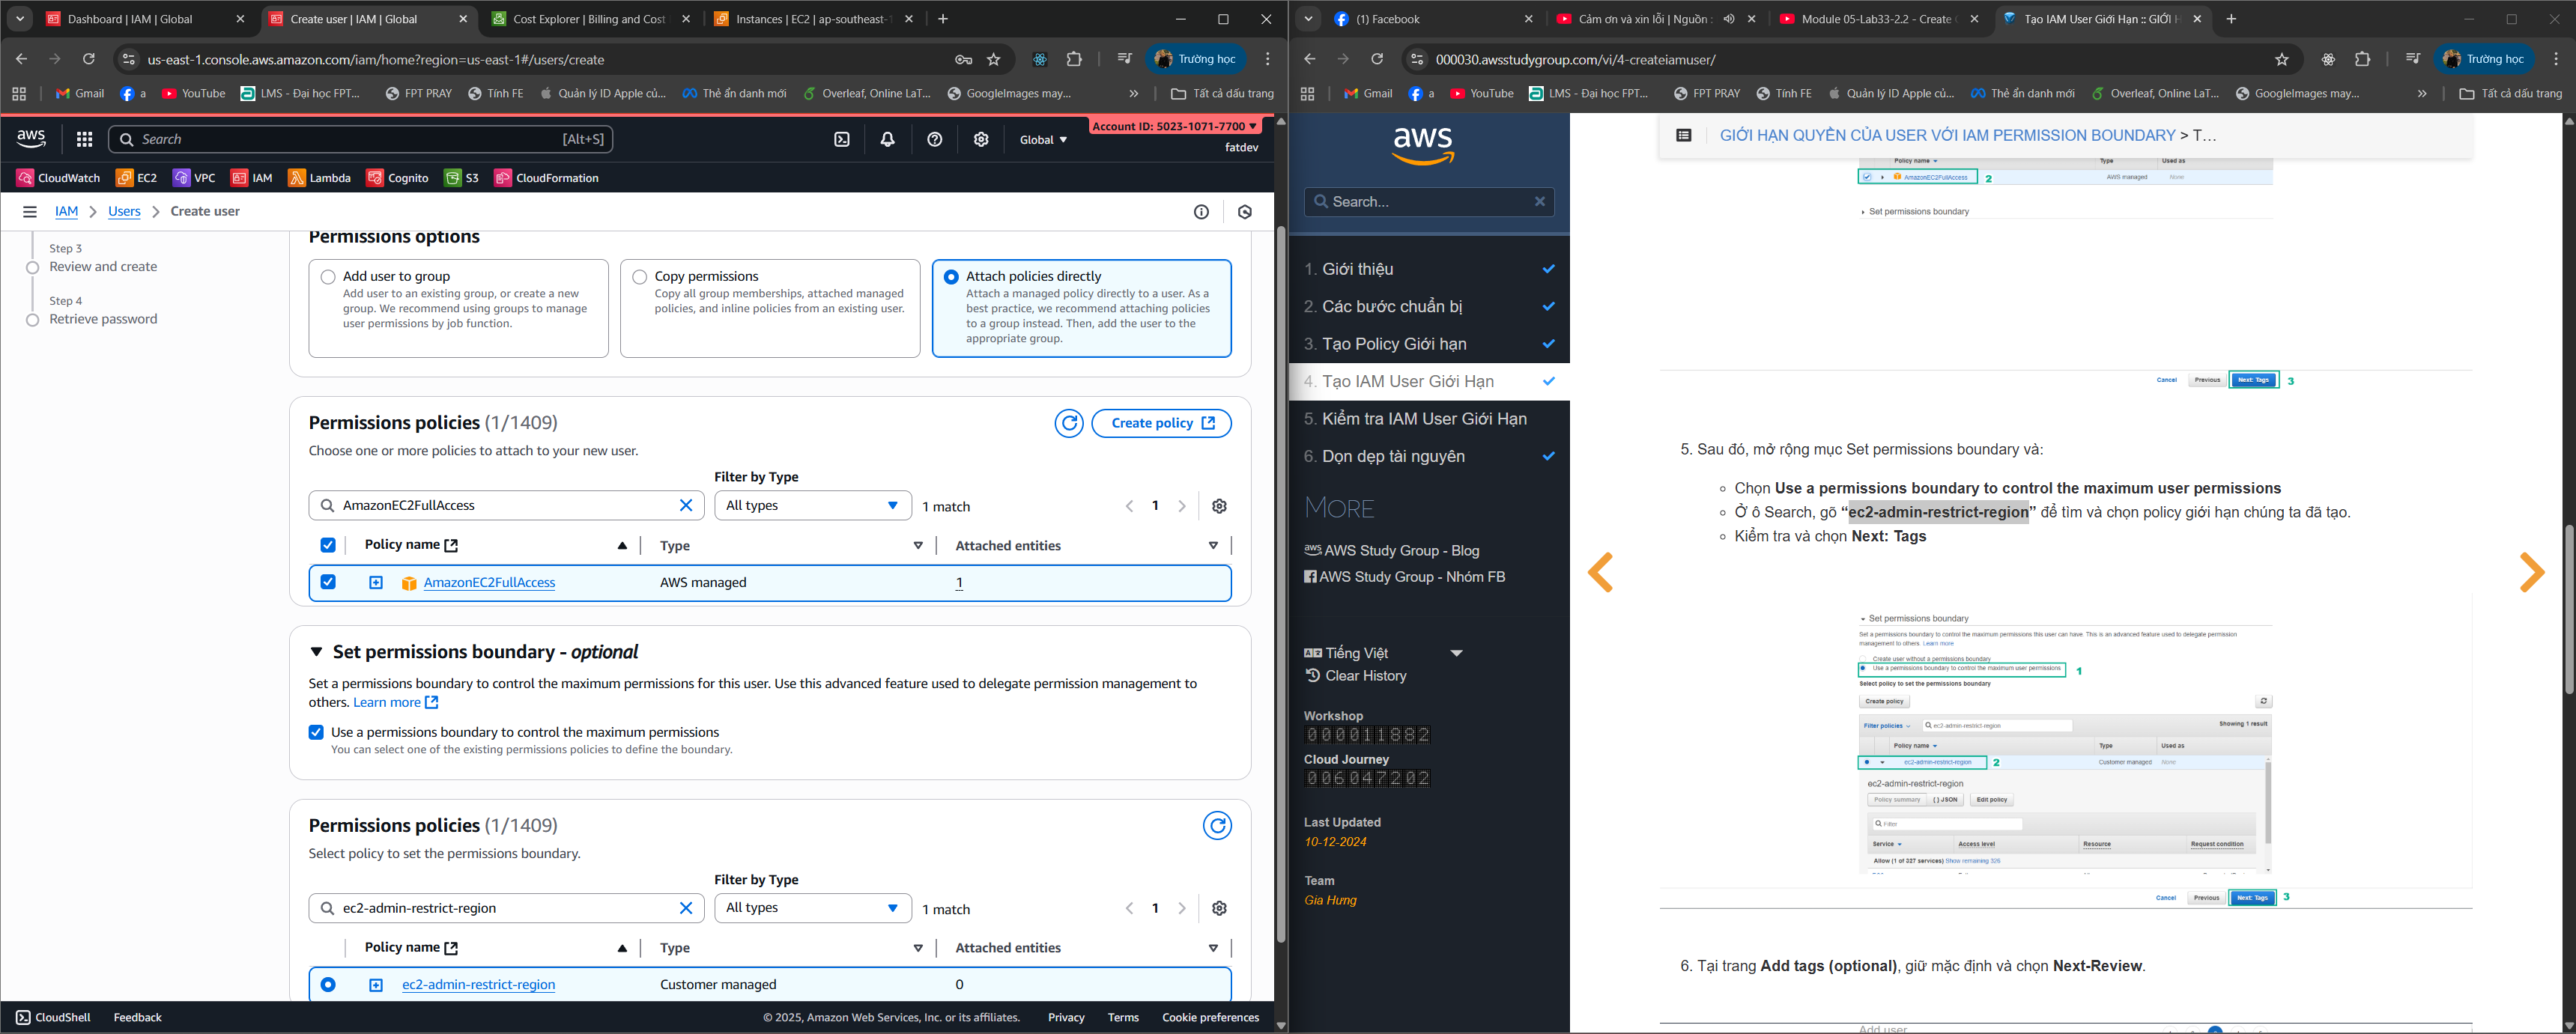 Dashboard | IAM | Global
Create user | IAM | Global
Cost Explorer | Billing and Cost
Instances | EC2 | ap-southeast-1
us-east-1.console.aws.amazon.com/iam/home?region=us-east-1#/users/create
Trường học
Gmail
a
YouTube
LMS - Đại học FPT...
FPT PRAY
Tính FE
Quản lý ID Apple củ...
Thẻ ẩn danh mới
Overleaf, Online LaT...
GoogleImages may...
»
Tất cả dấu trang
aws
Search
[Alt+S]
Global
Account ID: 5023-1071-7700
fatdev
CloudWatch
EC2
VPC
IAM
Lambda
Cognito
S3
CloudFormation
IAM
Users
Create user
Step 3
Review and create
Step 4
Retrieve password
Permissions options
Add user to group
Add user to an existing group, or create a new
group. We recommend using groups to manage
user permissions by job function.
Copy permissions
Copy all group memberships, attached managed
policies, and inline policies from an existing user.
Attach policies directly
Attach a managed policy directly to a user. As a
best practice, we recommend attaching policies
to a group instead. Then, add the user to the
appropriate group.
Permissions policies (1/1409)
Create policy
Choose one or more policies to attach to your new user.
Filter by Type
AmazonEC2FullAccess
All types
1 match
1
Policy name
Type
Attached entities
AmazonEC2FullAccess
AWS managed
1
Set permissions boundary - optional
Set a permissions boundary to control the maximum permissions for this user. Use this advanced feature used to delegate permission management to
others. Learn more
Use a permissions boundary to control the maximum permissions
You can select one of the existing permissions policies to define the boundary.
Permissions policies (1/1409)
Select policy to set the permissions boundary.
Filter by Type
ec2-admin-restrict-region
All types
1 match
1
Policy name
Type
Attached entities
ec2-admin-restrict-region
Customer managed
0
CloudShell
Feedback
© 2025, Amazon Web Services, Inc. or its affiliates.
Privacy
Terms
Cookie preferences
(1) Facebook
Cảm ơn và xin lỗi | Nguồn :
Module 05-Lab33-2.2 - Create
Tạo IAM User Giới Hạn :: GIỚI H
000030.awsstudygroup.com/vi/4-createiamuser/
Trường học
Gmail
a
YouTube
LMS - Đại học FPT...
FPT PRAY
Tính FE
Quản lý ID Apple củ...
Thẻ ẩn danh mới
Overleaf, Online LaT...
GoogleImages may...
»
Tất cả dấu trang
aws
Search...
1. Giới thiệu
2. Các bước chuẩn bị
3. Tạo Policy Giới hạn
4. Tạo IAM User Giới Hạn
5. Kiểm tra IAM User Giới Hạn
6. Dọn dẹp tài nguyên
MORE
aws AWS Study Group - Blog
AWS Study Group - Nhóm FB
Tiếng Việt
Clear History
Workshop
000011882
Cloud Journey
006047202
Last Updated
10-12-2024
Team
Gia Hưng
GIỚI HẠN QUYỀN CỦA USER VỚI IAM PERMISSION BOUNDARY > T...
Policy name
Type
Used as
AmazonEC2FullAccess
2
AWS managed
None
Set permissions boundary
Cancel
Previous
Next: Tags
3
5. Sau đó, mở rộng mục Set permissions boundary và:
Chọn Use a permissions boundary to control the maximum user permissions
Ở ô Search, gõ “ec2-admin-restrict-region” để tìm và chọn policy giới hạn chúng ta đã tạo.
Kiểm tra và chọn Next: Tags
Set permissions boundary
Set a permissions boundary to control the maximum permissions this user can have. This is an advanced feature used to delegate permission
management to others. Learn more
Create user without a permissions boundary
Use a permissions boundary to control the maximum user permissions
1
Select policy to set the permissions boundary
Create policy
Filter policies
ec2-admin-restrict-region
Showing 1 result
Policy name
Type
Used as
ec2-admin-restrict-region
2
Customer managed
None
ec2-admin-restrict-region
Policy summary
{ } JSON
Edit policy
Filter
Service
Access level
Resource
Request condition
Allow (1 of 327 services) Show remaining 326
Cancel
Previous
Next: Tags
3
6. Tại trang Add tags (optional), giữ mặc định và chọn Next-Review.
Add user